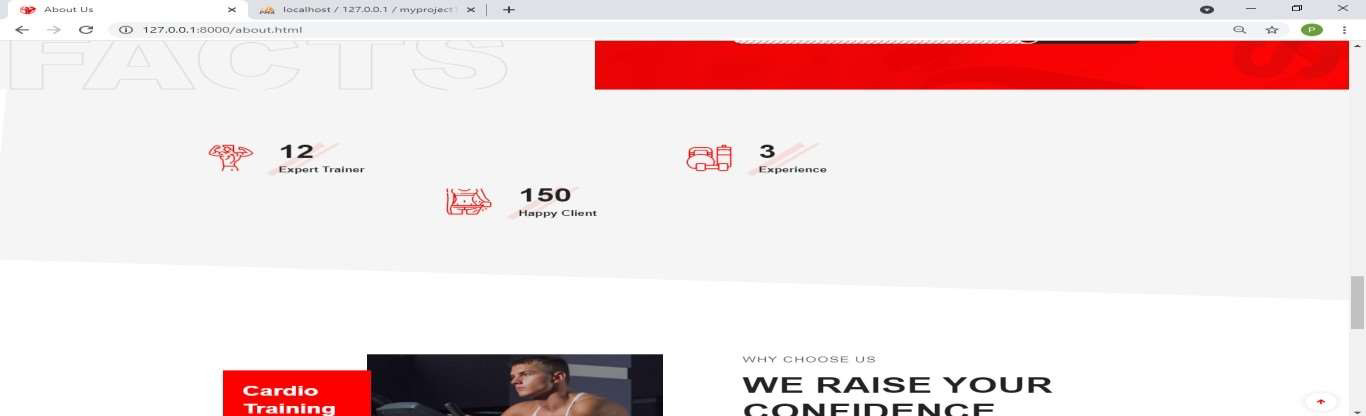 About Us
localhost / 127.0.0.1 / myproject
127.0.0.1:8000/about.html
P
FACTS
12
Expert Trainer
3
Experience
150
Happy Client
WHY CHOOSE US
WE RAISE YOUR
CONFIDENCE
Cardio
Training